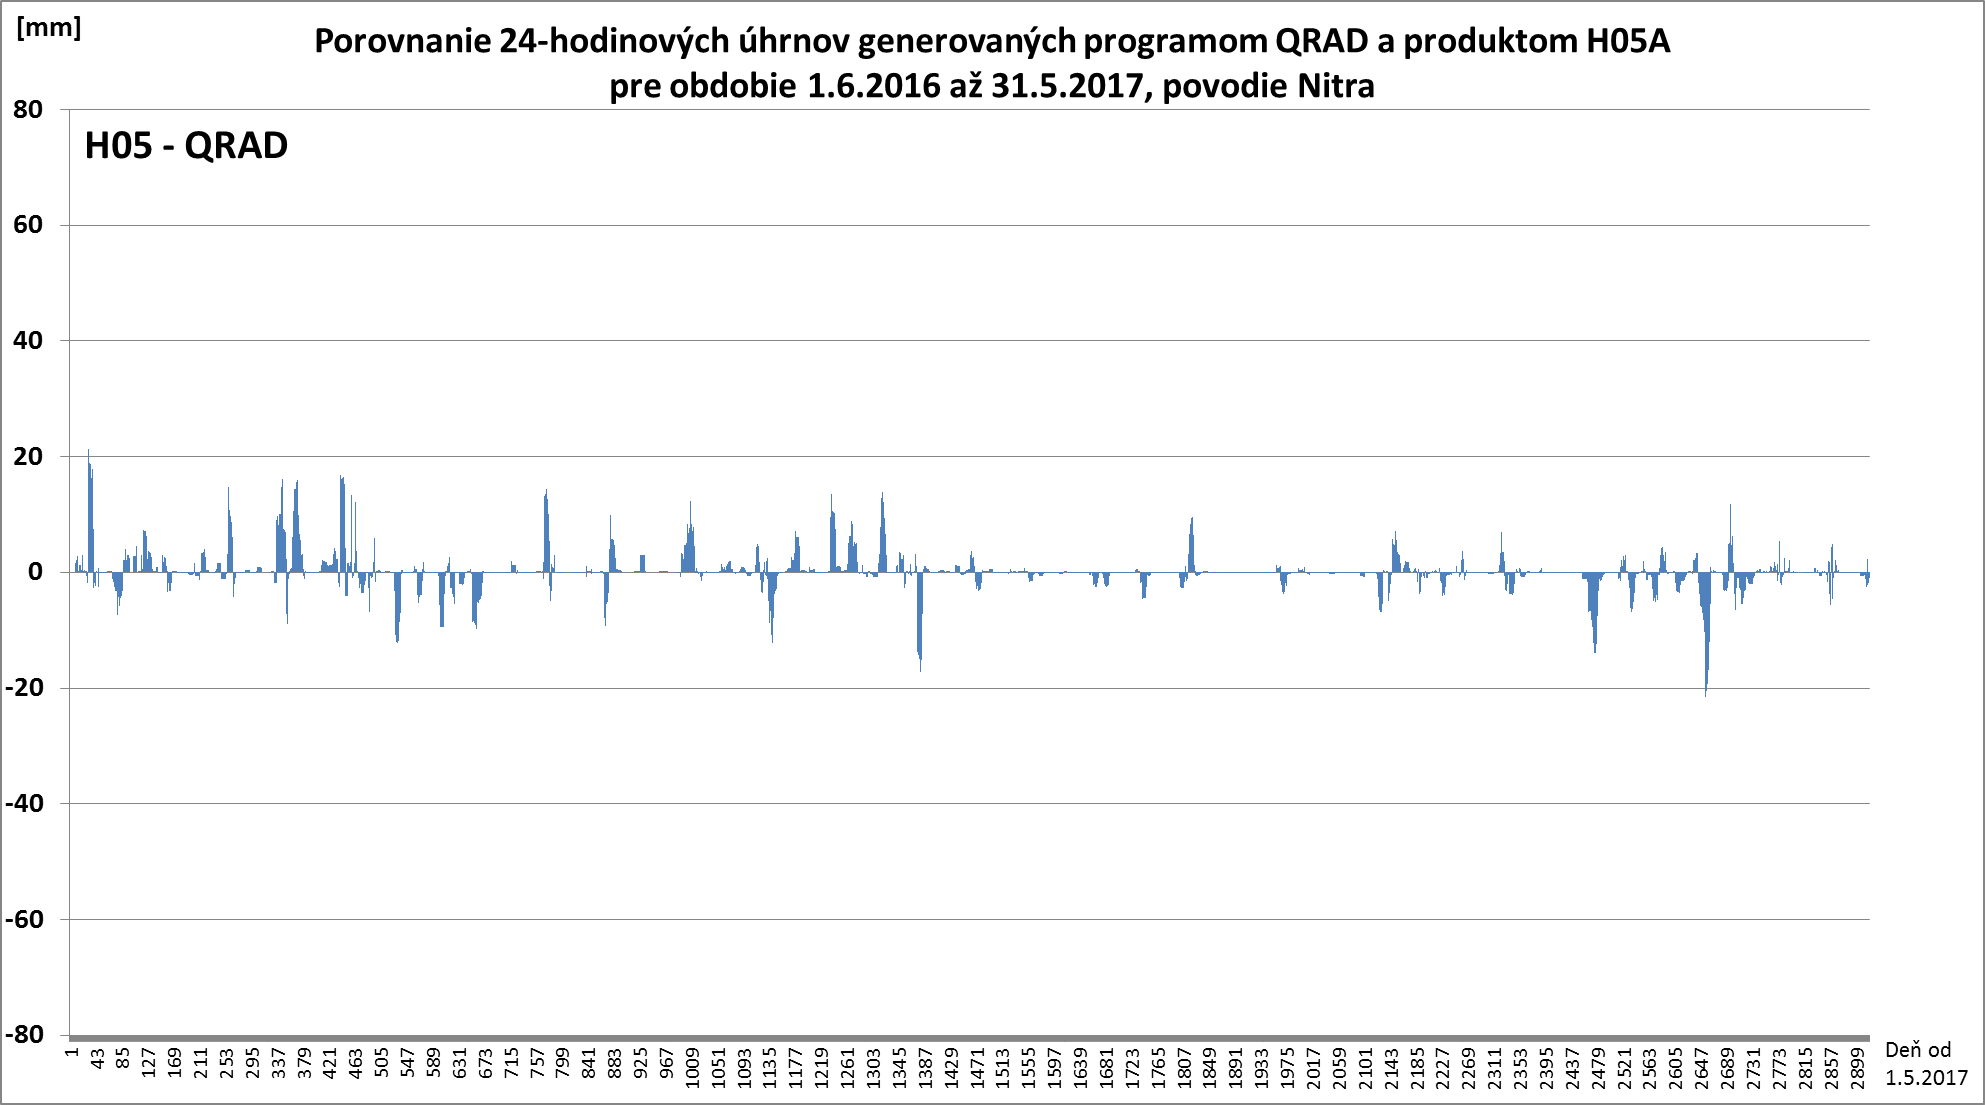 [mm]
Porovnanie 24-hodinových úhrnov generovaných programom QRAD a produktom H05A
pre obdobie 1.6.2016 až 31.5.2017, povodie Nitra
H05 - QRAD
80
60
40
20
0
-20
-40
-60
-80
1 43 85 127 169 211 253 295 337 379 421 463 505 547 589 631 673 715 757 799 841 883 925 967 1009 1051 1093 1135 1177 1219 1261 1303 1345 1387 1429 1471 1513 1555 1597 1639 1681 1723 1765 1807 1849 1891 1933 1975 2017 2059 2101 2143 2185 2227 2269 2311 2353 2395 2437 2479 2521 2563 2605 2647 2689 2731 2773 2815 2857 2899
Deň od
1.5.2017